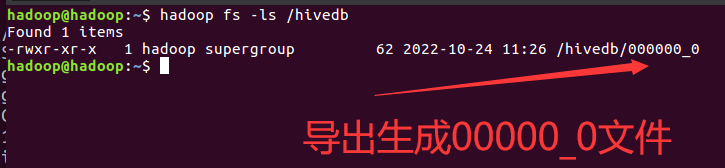 hadoop@hadoop:~$ hadoop fs -ls /hivedb
Found 1 items
-rwxr-xr-x   1 hadoop supergroup         62 2022-10-24 11:26 /hivedb/000000_0
hadoop@hadoop:~$
导出生成00000_0文件